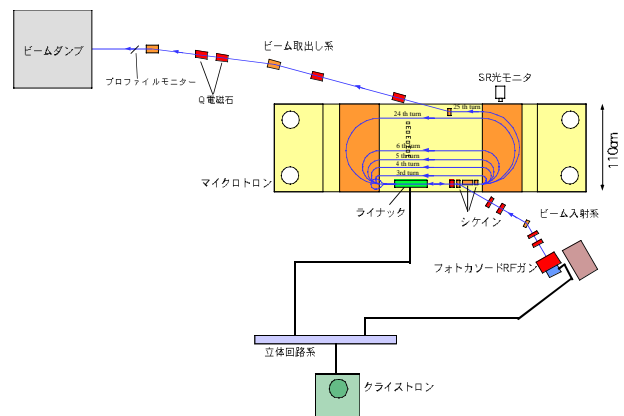 ビームダンプ
ビーム取出し系
プロファイルモニター
Q電磁石
SR光モニタ
25 th turn
24 th turn
6 th turn
5 th turn
4 th turn
3rd turn
110cm
マイクロトロン
ライナック
シケイン
ビーム入射系
フォトカソードRFガン
立体回路系
クライストロン